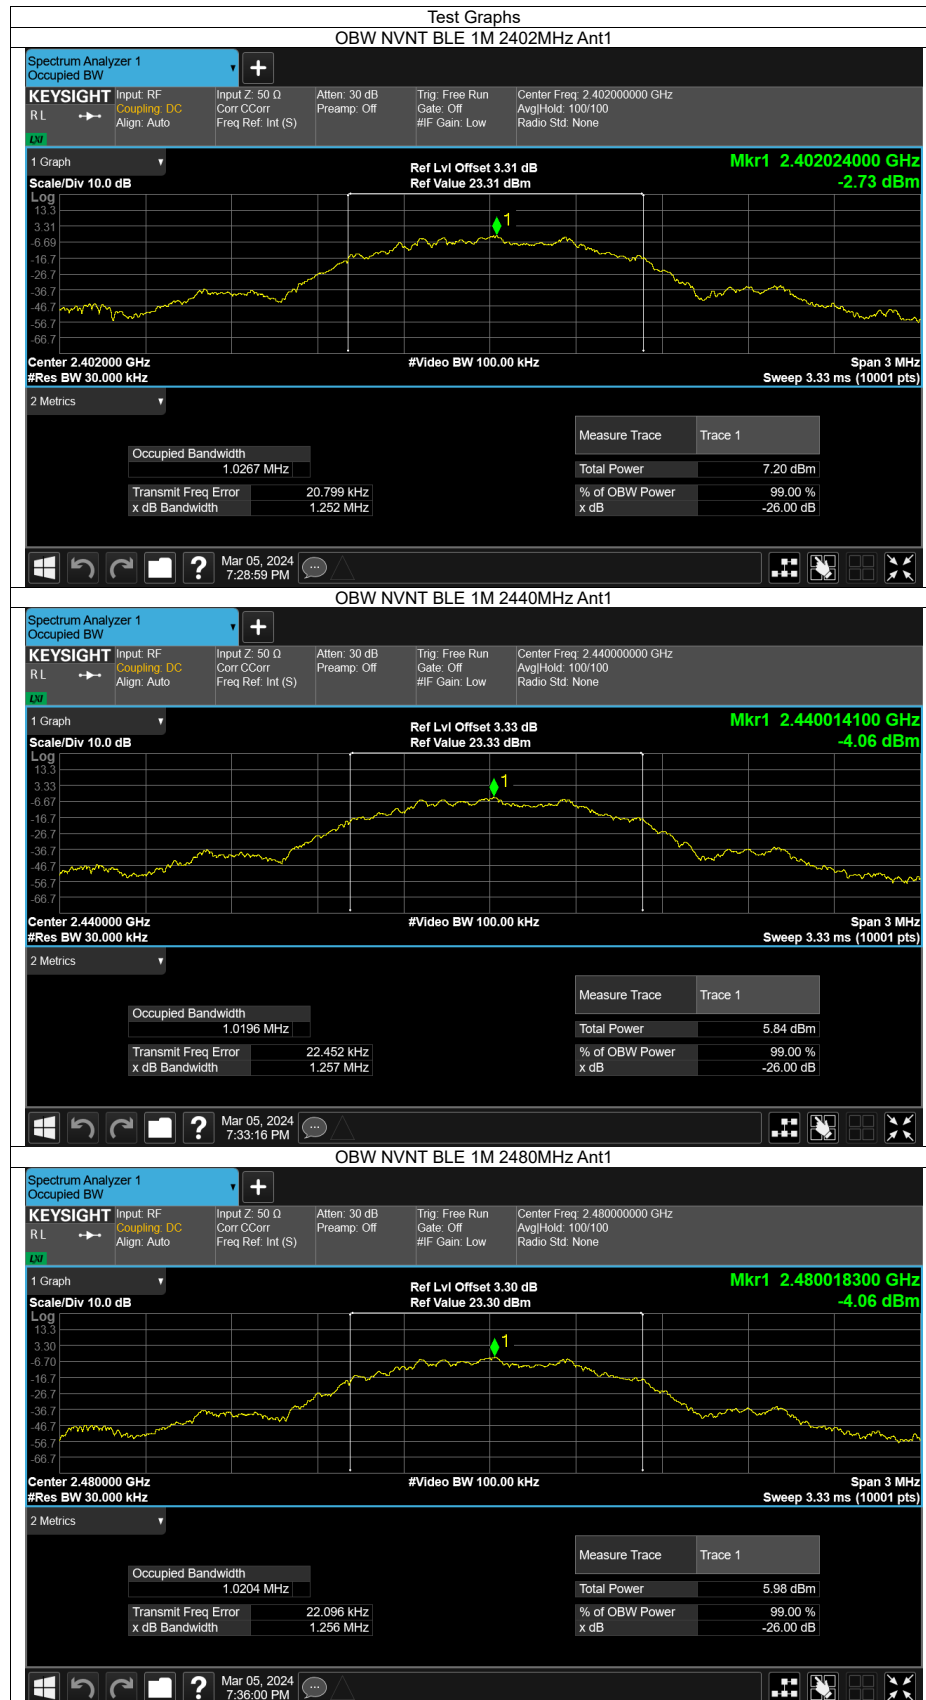 Test Graphs
OBW NVNT BLE 1M 2402MHz Ant1
Spectrum Analyzer 1
Occupied BW
KEYSIGHT Input: RF Input Z: 50 Ω Atten: 30 dB Trig: Free Run Center Freq: 2.402000000 GHz
RL Coupling: DC Corr CCorr Preamp: Off Gate: Off Avg|Hold: 100/100
Align: Auto Freq Ref: Int (S) #IF Gain: Low Radio Std: None
LXI
1 Graph Ref Lvl Offset 3.31 dB Mkr1 2.402024000 GHz
Scale/Div 10.0 dB Ref Value 23.31 dBm -2.73 dBm
Log
13.3
1
3.31
-6.69
-16.7
-26.7
-36.7
-46.7
-56.7
-66.7
Center 2.402000 GHz #Video BW 100.00 kHz Span 3 MHz
#Res BW 30.000 kHz Sweep 3.33 ms (10001 pts)
2 Metrics
Measure Trace Trace 1
Occupied Bandwidth
1.0267 MHz Total Power 7.20 dBm
Transmit Freq Error 20.799 kHz % of OBW Power 99.00 %
x dB Bandwidth 1.252 MHz x dB -26.00 dB
? Mar 05, 2024
7:28:59 PM
OBW NVNT BLE 1M 2440MHz Ant1
Spectrum Analyzer 1
Occupied BW
KEYSIGHT Input: RF Input Z: 50 Ω Atten: 30 dB Trig: Free Run Center Freq: 2.440000000 GHz
RL Coupling: DC Corr CCorr Preamp: Off Gate: Off Avg|Hold: 100/100
Align: Auto Freq Ref: Int (S) #IF Gain: Low Radio Std: None
LXI
1 Graph Ref Lvl Offset 3.33 dB Mkr1 2.440014100 GHz
Scale/Div 10.0 dB Ref Value 23.33 dBm -4.06 dBm
Log
13.3
1
3.33
-6.67
-16.7
-26.7
-36.7
-46.7
-56.7
-66.7
Center 2.440000 GHz #Video BW 100.00 kHz Span 3 MHz
#Res BW 30.000 kHz Sweep 3.33 ms (10001 pts)
2 Metrics
Measure Trace Trace 1
Occupied Bandwidth
1.0196 MHz Total Power 5.84 dBm
Transmit Freq Error 22.452 kHz % of OBW Power 99.00 %
x dB Bandwidth 1.257 MHz x dB -26.00 dB
? Mar 05, 2024
7:33:16 PM
OBW NVNT BLE 1M 2480MHz Ant1
Spectrum Analyzer 1
Occupied BW
KEYSIGHT Input: RF Input Z: 50 Ω Atten: 30 dB Trig: Free Run Center Freq: 2.480000000 GHz
RL Coupling: DC Corr CCorr Preamp: Off Gate: Off Avg|Hold: 100/100
Align: Auto Freq Ref: Int (S) #IF Gain: Low Radio Std: None
LXI
1 Graph Ref Lvl Offset 3.30 dB Mkr1 2.480018300 GHz
Scale/Div 10.0 dB Ref Value 23.30 dBm -4.06 dBm
Log
13.3
1
3.30
-6.70
-16.7
-26.7
-36.7
-46.7
-56.7
-66.7
Center 2.480000 GHz #Video BW 100.00 kHz Span 3 MHz
#Res BW 30.000 kHz Sweep 3.33 ms (10001 pts)
2 Metrics
Measure Trace Trace 1
Occupied Bandwidth
1.0204 MHz Total Power 5.98 dBm
Transmit Freq Error 22.096 kHz % of OBW Power 99.00 %
x dB Bandwidth 1.256 MHz x dB -26.00 dB
? Mar 05, 2024
7:36:00 PM